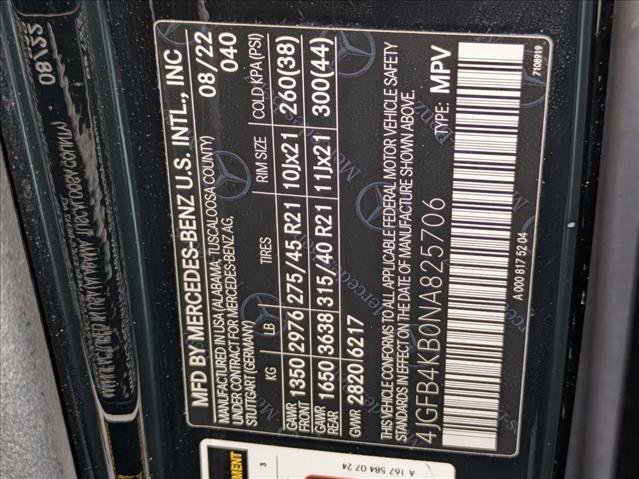 MFD BY MERCEDES-BENZ U.S. INTL., INC
08/22
MANUFACTURED IN USA (ALABAMA, TUSCALOOSA COUNTY)
040
UNDER CONTRACT FOR MERCEDES-BENZ AG,
STUTTGART (GERMANY)
KG LB TIRES RIM SIZE COLD KPA (PSI)
GAWR FRONT 1350 2976 275/45 R21 10Jx21 260(38)
GAWR REAR 1650 3638 315/40 R21 11Jx21 300(44)
GVWR 2820 6217
THIS VEHICLE CONFORMS TO ALL APPLICABLE FEDERAL MOTOR VEHICLE SAFETY
STANDARDS IN EFFECT ON THE DATE OF MANUFACTURE SHOWN ABOVE.
4JGFB4KB0NA825706 TYPE: MPV
A 000 817 52 04
7108919
A 167 584 07 24
3
08/22